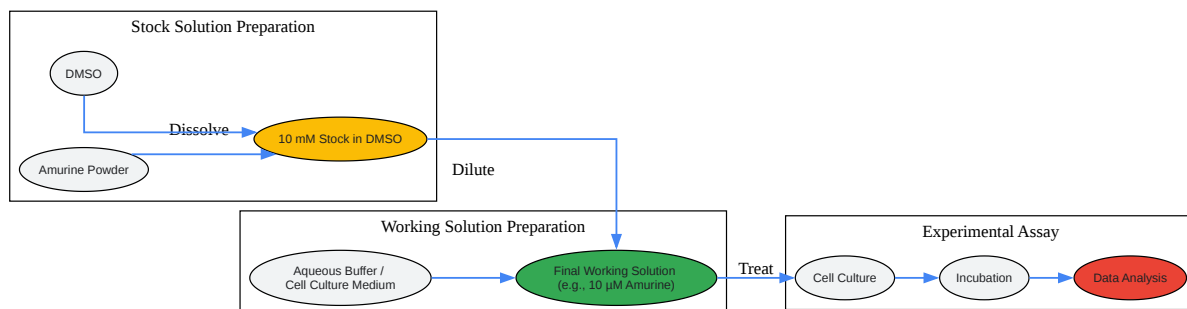 Stock Solution Preparation
DMSO
Dissolve
10 mM Stock in DMSO
Amurine Powder
Dilute
Working Solution Preparation
Aqueous Buffer /
Cell Culture Medium
Final Working Solution
(e.g., 10 µM Amurine)
Treat
Experimental Assay
Cell Culture
Incubation
Data Analysis